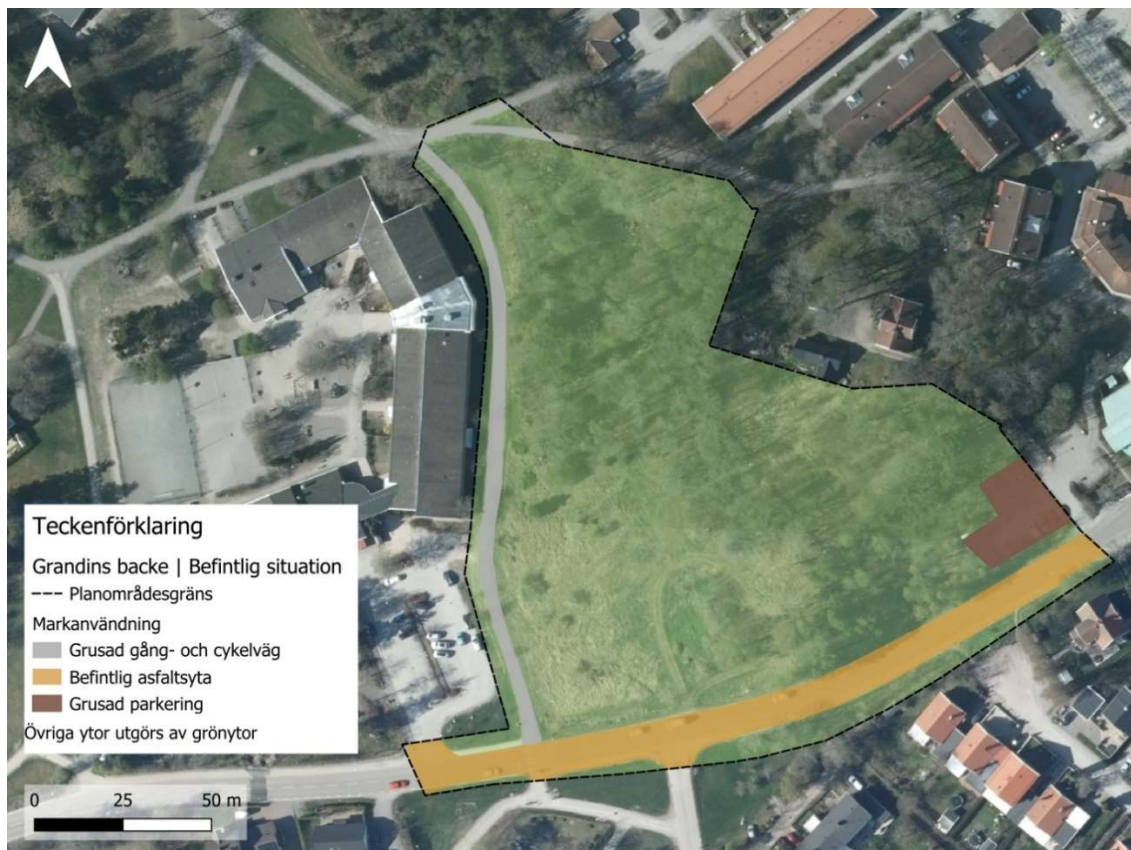 Teckenförklaring
Grandins backe | Befintlig situation
Planområdesgräns
Markanvändning
Grusad gång- och cykelväg
Befintlig asfaltsyta
Grusad parkering
Övriga ytor utgörs av grönytor
0 25 50 m